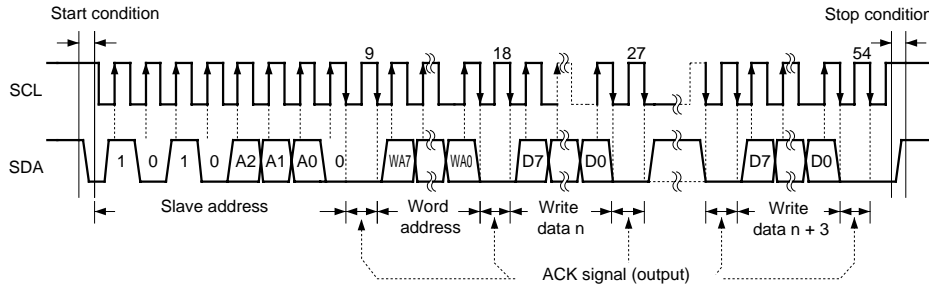 Start condition
Stop condition
9
18
27
54
SCL
SDA
1
0
1
0
A2
A1
A0
0
WA7
WA0
D7
D0
D7
D0
Slave address
Word
address
Write
data n
Write
data n + 3
ACK signal (output)